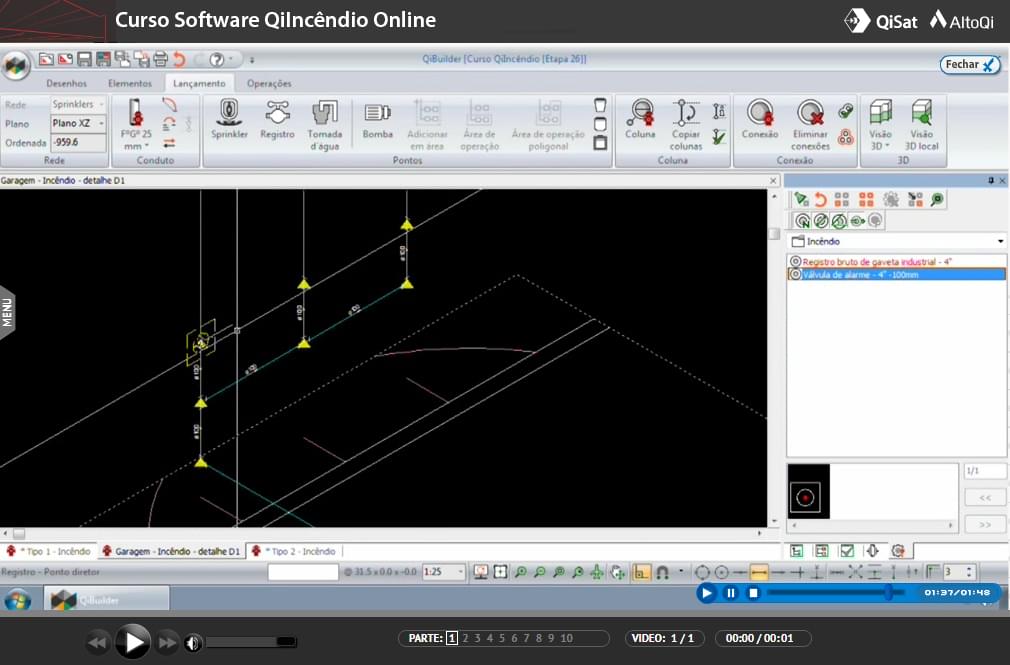 Curso Software QiIncêndio Online
QiSat
AltoQi
QiBuilder [Curso QiIncêndio [Etapa 26]]
Fechar
Desenhos
Elementos
Lançamento
Operações
Rede
Sprinklers
Plano
Plano XZ
Ordenada
-959.6
Rede
FºGº 25
mm
Conduto
Sprinkler
Registro
Tomada
d'água
Bomba
Adicionar
em área
Área de
operação
Área de operação
poligonal
Pontos
Coluna
Copiar
colunas
Coluna
Conexão
Eliminar
conexões
Conexão
Visão
3D
Visão
3D local
3D
Garagem - Incêndio - detalhe D1
Incêndio
Registro bruto de gaveta industrial - 4"
Válvula de alarme - 4" -100mm
MENU
ø100
ø100
ø100
ø100
ø100
ø100
1/1
<<
>>
* Tipo 1 - Incêndio
Garagem - Incêndio - detalhe D1
* Tipo 2 - Incêndio
Registro - Ponto diretor
@ 31.5 x 0.0 x -0.0
1:25
3
QiBuilder
01:37/01:48
PARTE: 1 2 3 4 5 6 7 8 9 10
VIDEO: 1 / 1
00:00 / 00:01